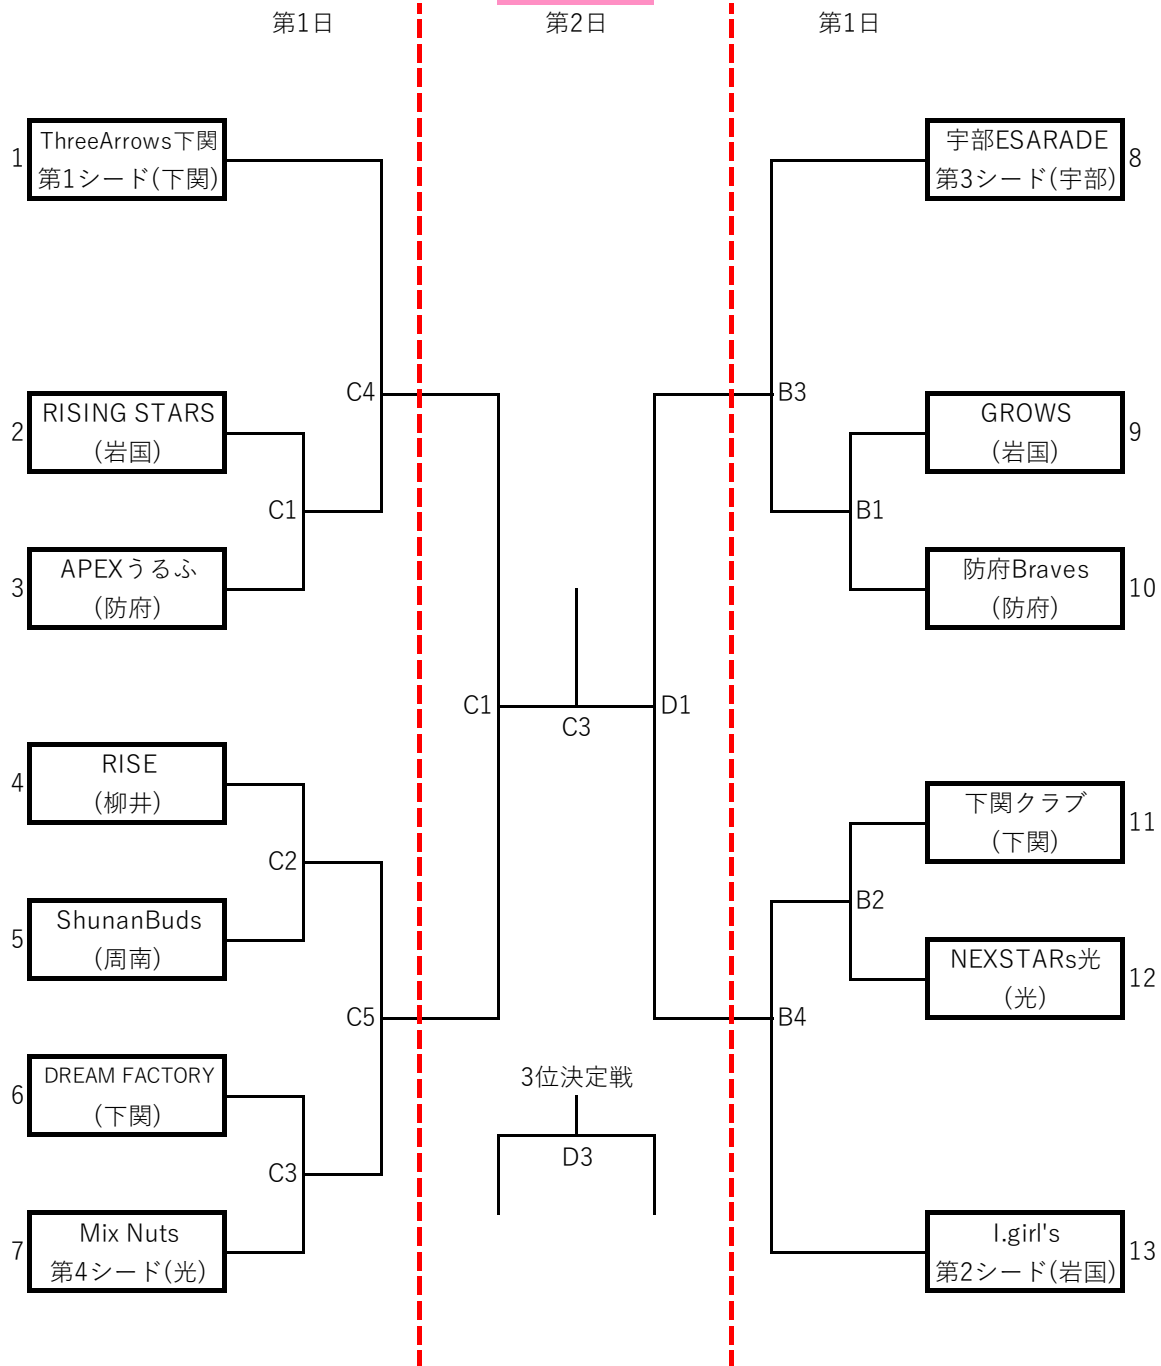 第1日
第2日
第1日
1
ThreeArrows下関
第1シード(下関)
宇部ESARADE
第3シード(宇部)
8
C4
B3
2
RISING STARS
(岩国)
GROWS
(岩国)
9
C1
B1
3
APEXうるふ
(防府)
防府Braves
(防府)
10
C1
D1
C3
4
RISE
(柳井)
下関クラブ
(下関)
11
C2
B2
5
ShunanBuds
(周南)
NEXSTARs光
(光)
12
C5
B4
3位決定戦
D3
6
DREAM FACTORY
(下関)
C3
7
Mix Nuts
第4シード(光)
I.girl's
第2シード(岩国)
13